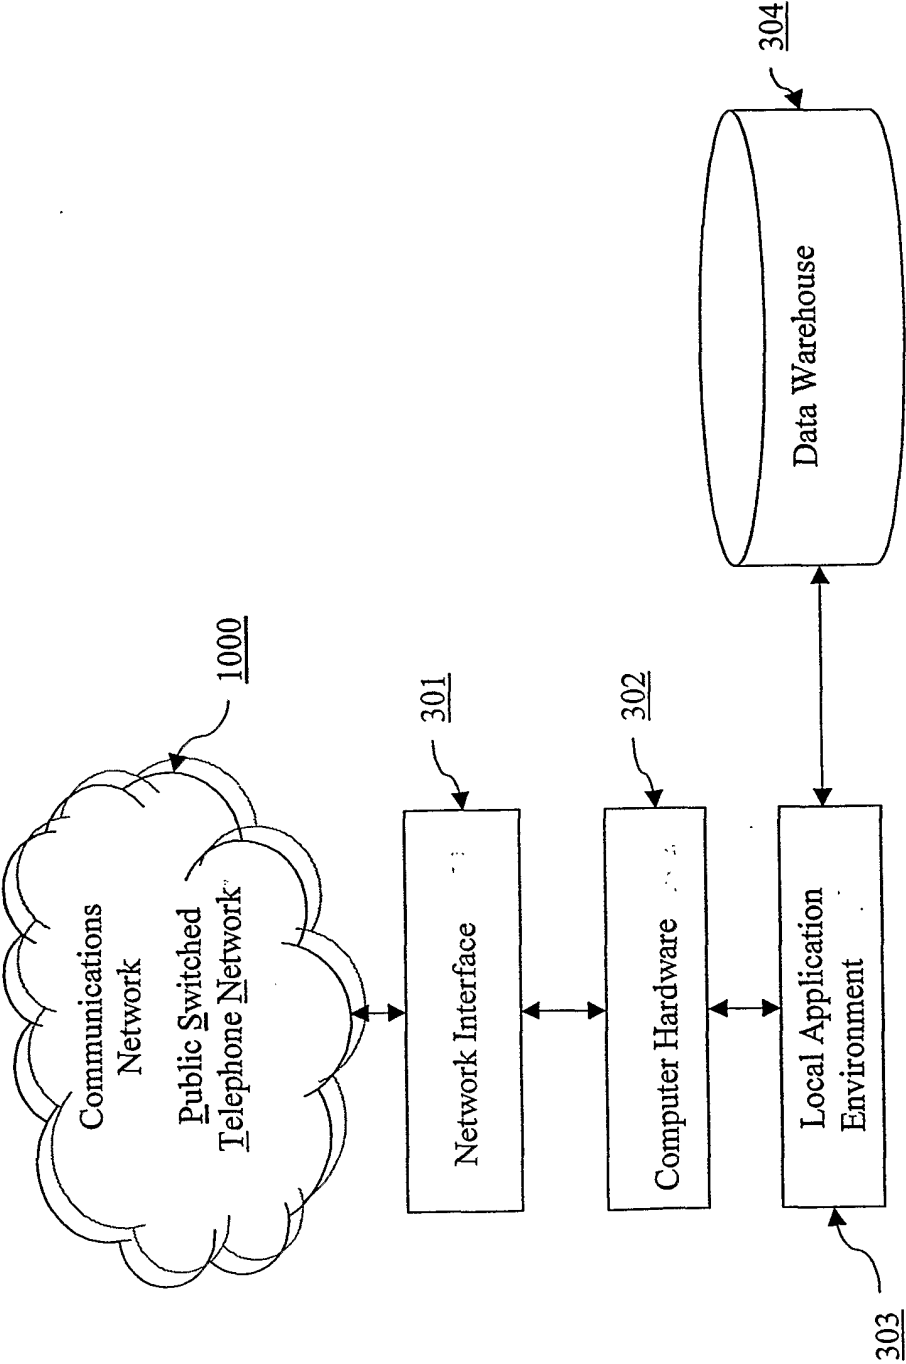 Communications
Network
Public Switched
Telephone Network
1000
Network Interface
301
Computer Hardware
302
Local Application
Environment
303
Data Warehouse
304